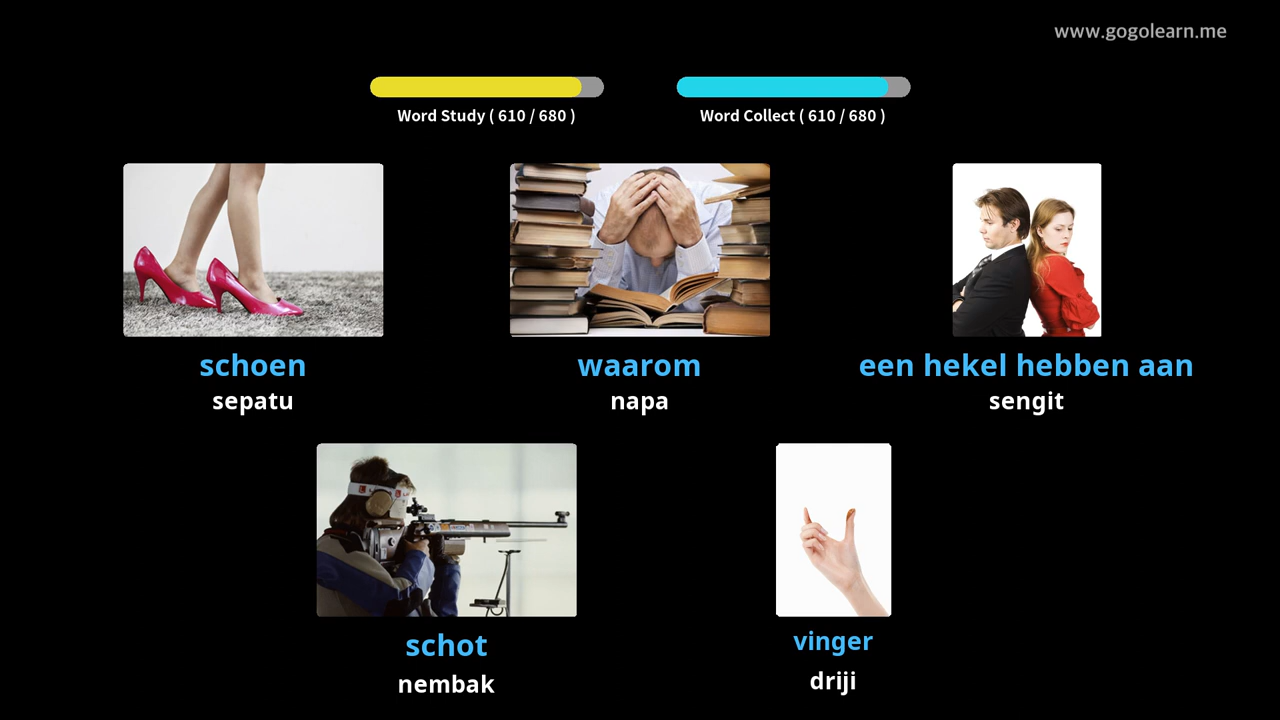 www.gogolearn.me
Word Study ( 610 / 680 )
Word Collect ( 610 / 680 )
schoen
sepatu
waarom
napa
een hekel hebben aan
sengit
schot
nembak
vinger
driji